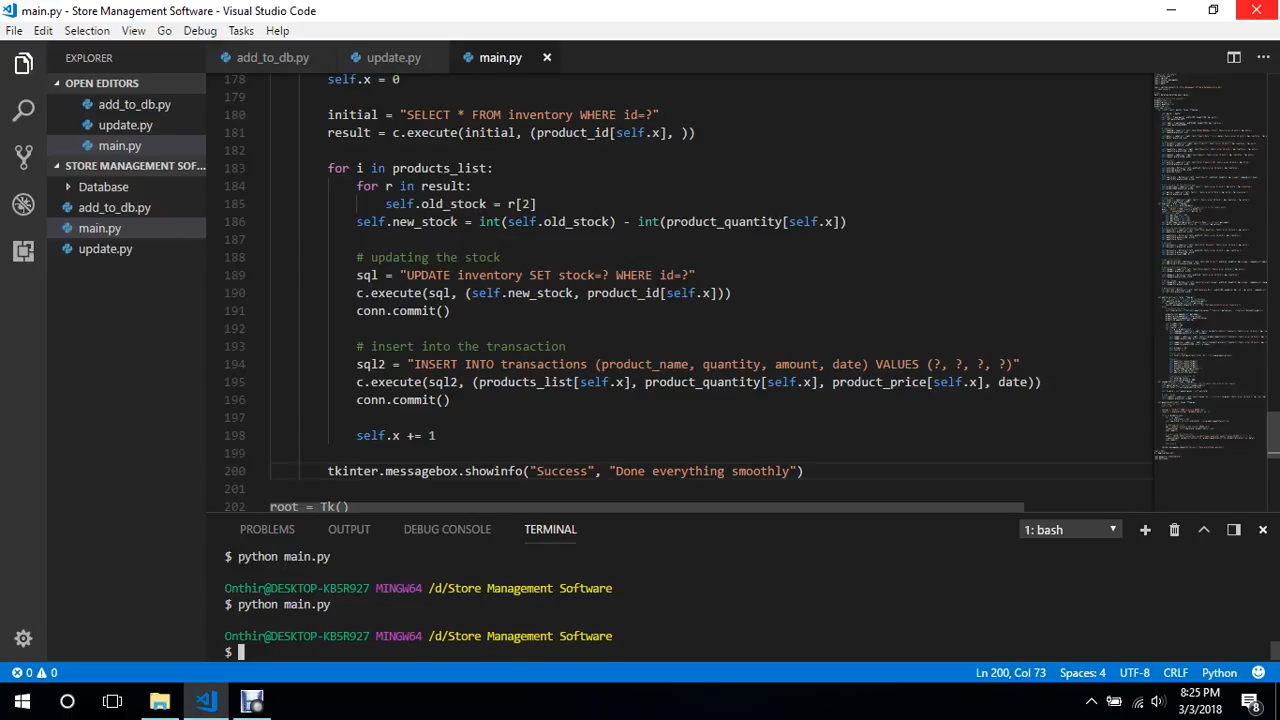 main.py - Store Management Software - Visual Studio Code
File Edit Selection View Go Debug Tasks Help
EXPLORER
OPEN EDITORS
add_to_db.py
update.py
main.py
STORE MANAGEMENT SOF...
Database
add_to_db.py
main.py
update.py
add_to_db.py update.py main.py
178 self.x = 0
179
180 initial = "SELECT * FROM inventory WHERE id=?"
181 result = c.execute(initial, (product_id[self.x], ))
182
183 for i in products_list:
184 for r in result:
185 self.old_stock = r[2]
186 self.new_stock = int(self.old_stock) - int(product_quantity[self.x])
187
188 # updating the stock
189 sql = "UPDATE inventory SET stock=? WHERE id=?"
190 c.execute(sql, (self.new_stock, product_id[self.x]))
191 conn.commit()
192
193 # insert into the transaction
194 sql2 = "INSERT into transactions (product_name, quantity, amount, date) VALUES (?, ?, ?, ?)"
195 c.execute(sql2, (products_list[self.x], product_quantity[self.x], product_price[self.x], date))
196 conn.commit()
197
198 self.x += 1
199
200 tkinter.messagebox.showinfo("Success", "Done everything smoothly")
201
202 root = Tk()
PROBLEMS OUTPUT DEBUG CONSOLE TERMINAL 1: bash
$ python main.py
Onthir@DESKTOP-KB5R927 MINGW64 /d/Store Management Software
$ python main.py
Onthir@DESKTOP-KB5R927 MINGW64 /d/Store Management Software
$
0 0 Ln 200, Col 73 Spaces: 4 UTF-8 CRLF Python
8:25 PM
3/3/2018
8